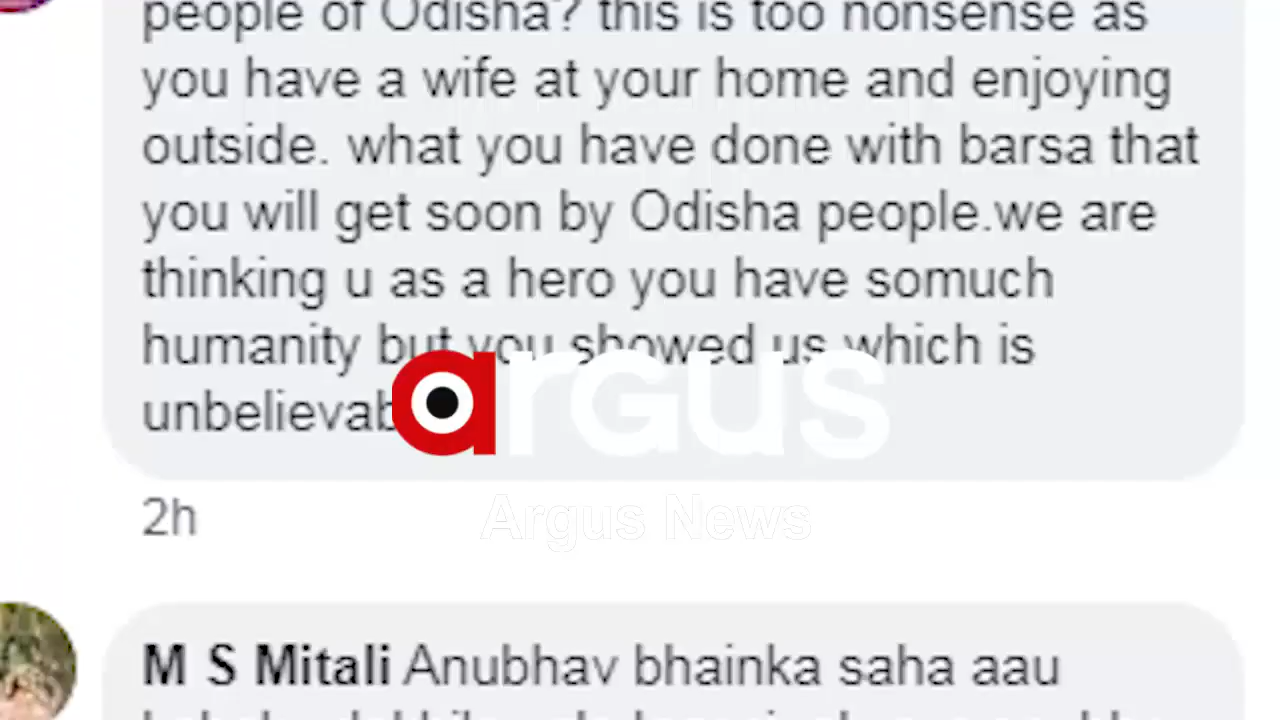 people of Odisha? this is too nonsense as
you have a wife at your home and enjoying
outside. what you have done with barsa that
you will get soon by Odisha people.we are
thinking u as a hero you have somuch
humanity but you showed us which is
unbelievab
argus
2h
Argus News
M S Mitali Anubhav bhainka saha aau